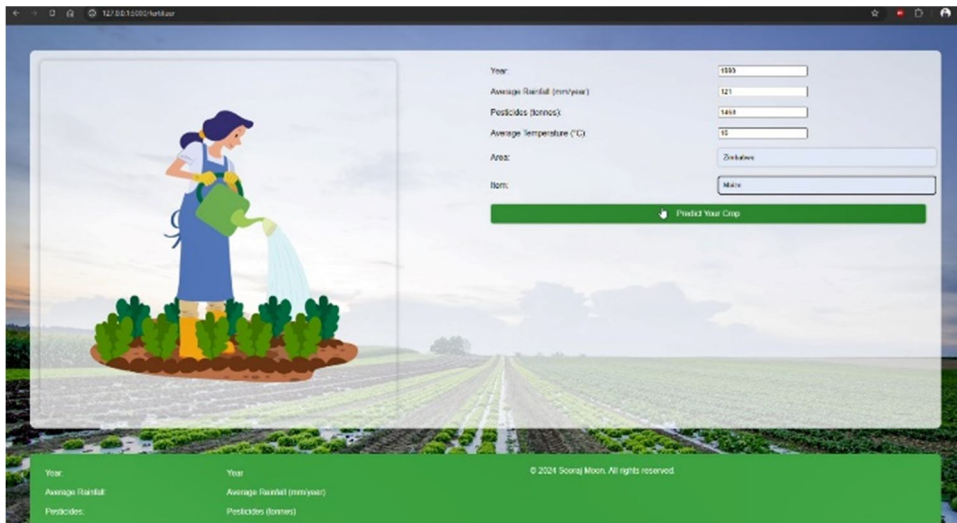 127.0.0.1:5000/fertilizer
Year:
1990
Average Rainfall (mm/year)
121
Pesticides (tonnes):
Average Temperature (°C):
16
Area:
Zimbabwe
Item:
Maize
Predict Your Crop
Year: Year © 2024 Sooraj Moon. All rights reserved.
Average Rainfall: Average Rainfall (mm/year)
Pesticides: Pesticides (tonnes)